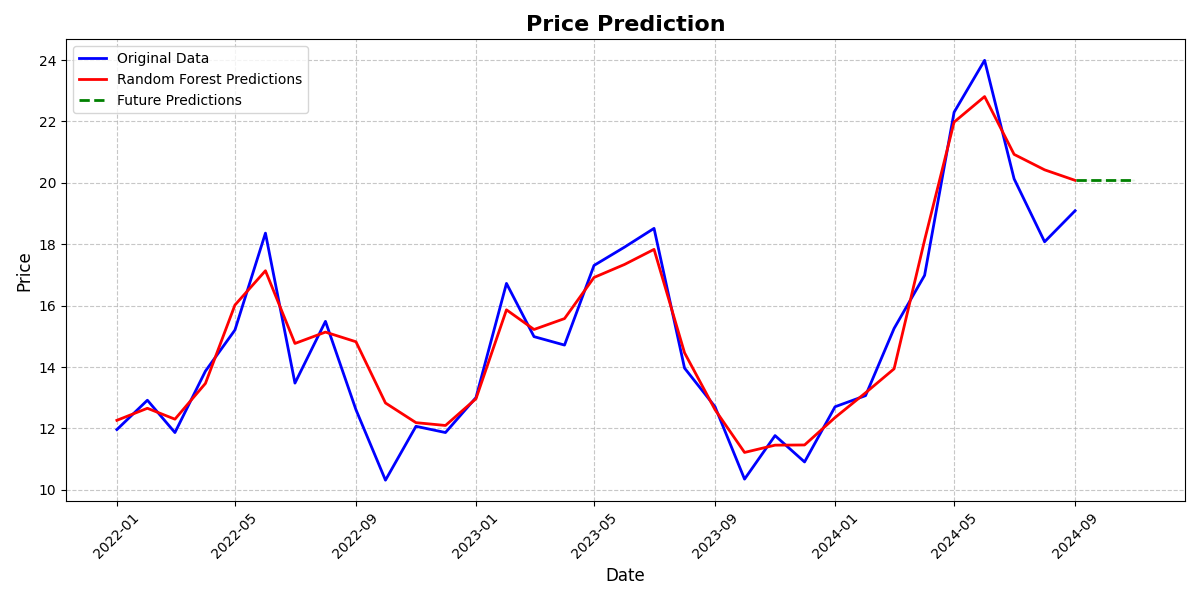 Price Prediction
Original Data
Random Forest Predictions
Future Predictions
Price
24
22
20
18
16
14
12
10
2022-01
2022-05
2022-09
2023-01
2023-05
2023-09
2024-01
2024-05
2024-09
Date